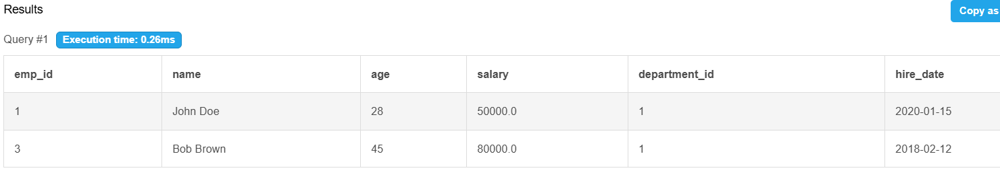 Results
Copy as
Query #1 Execution time: 0.26ms
emp_id name age salary department_id hire_date
1 John Doe 28 50000.0 1 2020-01-15
3 Bob Brown 45 80000.0 1 2018-02-12